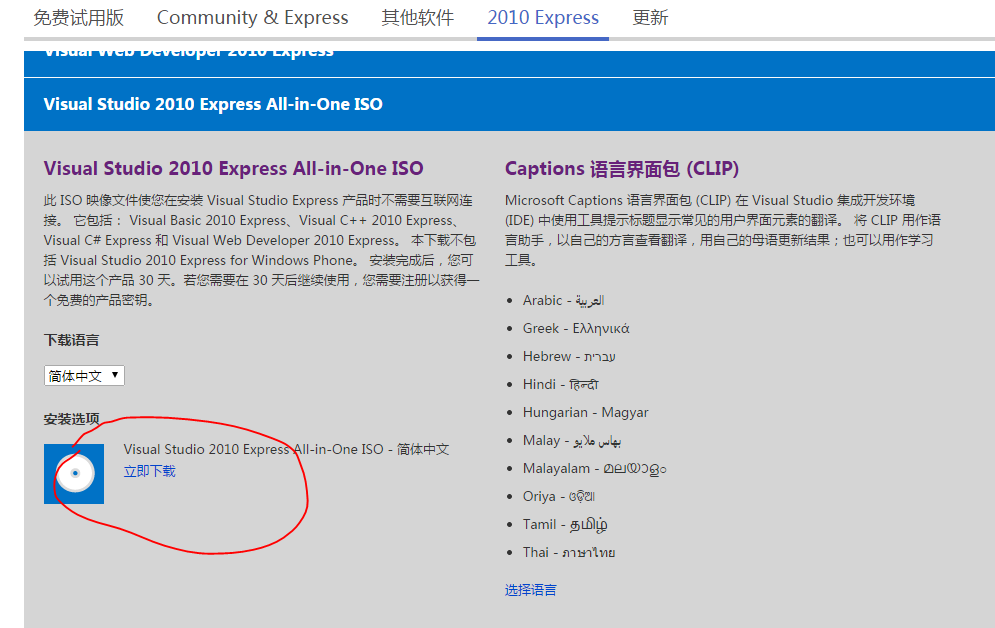 免费试用版 Community & Express 其他软件 2010 Express 更新
Visual Web Developer 2010 Express
Visual Studio 2010 Express All-in-One ISO
Visual Studio 2010 Express All-in-One ISO
此 ISO 映像文件使您在安装 Visual Studio Express 产品时不需要互联网连
接。 它包括： Visual Basic 2010 Express、Visual C++ 2010 Express、
Visual C# Express 和 Visual Web Developer 2010 Express。 本下载不包
括 Visual Studio 2010 Express for Windows Phone。 安装完成后，您可
以试用这个产品 30 天。若您需要在 30 天后继续使用，您需要注册以获得一
个免费的产品密钥。
下载语言
简体中文
安装选项
Visual Studio 2010 Express All-in-One ISO - 简体中文
立即下载
Captions 语言界面包 (CLIP)
Microsoft Captions 语言界面包 (CLIP) 在 Visual Studio 集成开发环境
(IDE) 中使用工具提示标题显示常见的用户界面元素的翻译。 将 CLIP 用作语
言助手，以自己的方言查看翻译，用自己的母语更新结果；也可以用作学习
工具。
Arabic - العربية
Greek - Ελληνικά
Hebrew - עברית
Hindi - हिन्दी
Hungarian - Magyar
Malay - بهاس ملايو
Malayalam - മലയാളം
Oriya - ଓଡ଼ିଆ
Tamil - தமிழ்
Thai - ภาษาไทย
选择语言